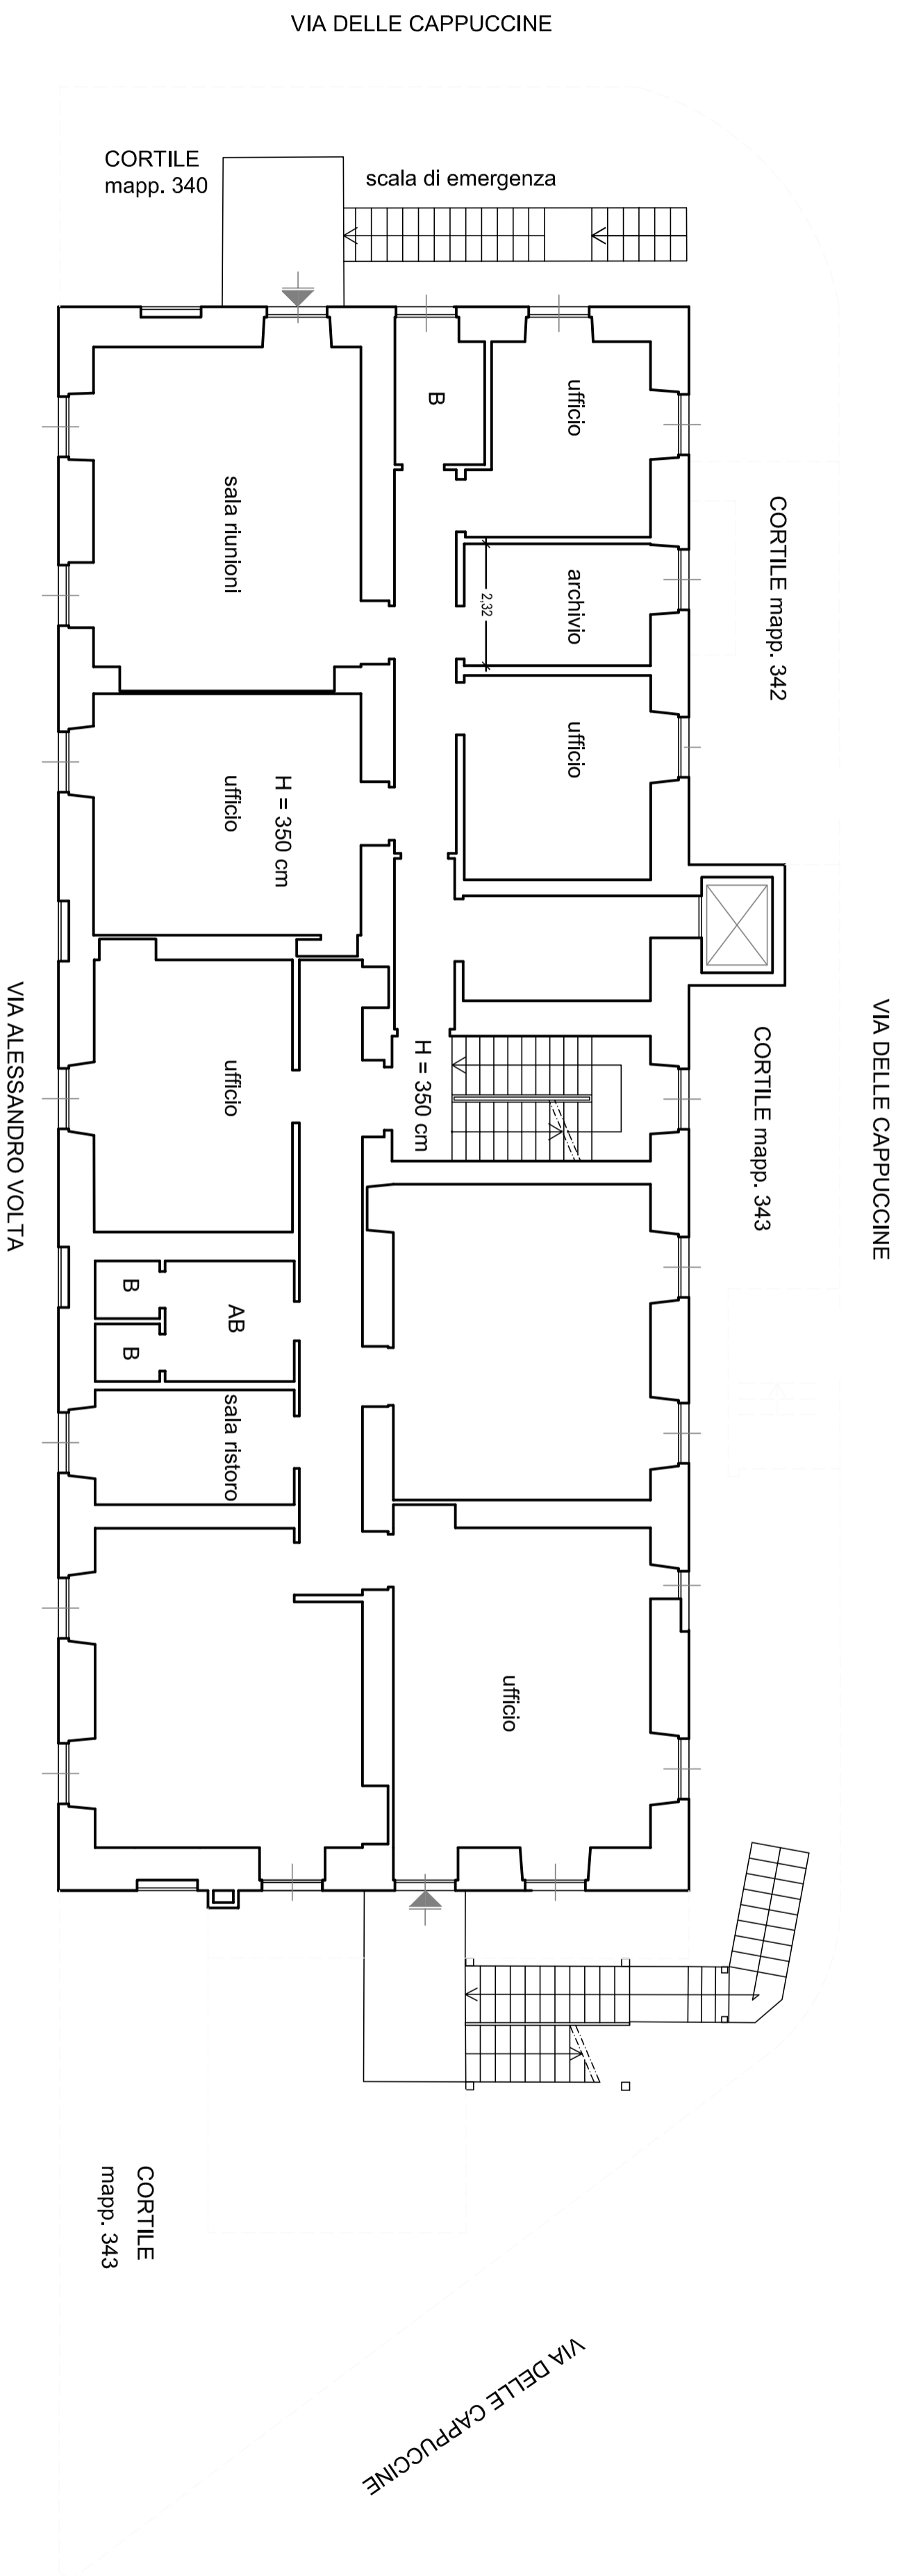 VIA DELLE CAPPUCCINE
CORTILE
mapp. 340
scala di emergenza
B
ufficio
sala riunioni
archivio
2,32
CORTILE mapp. 342
ufficio
H = 350 cm
ufficio
VIA ALESSANDRO VOLTA
ufficio
H = 350 cm
CORTILE mapp. 343
VIA DELLE CAPPUCCINE
B
AB
B
sala ristoro
ufficio
CORTILE
mapp. 343
VIA DELLE CAPPUCCINE